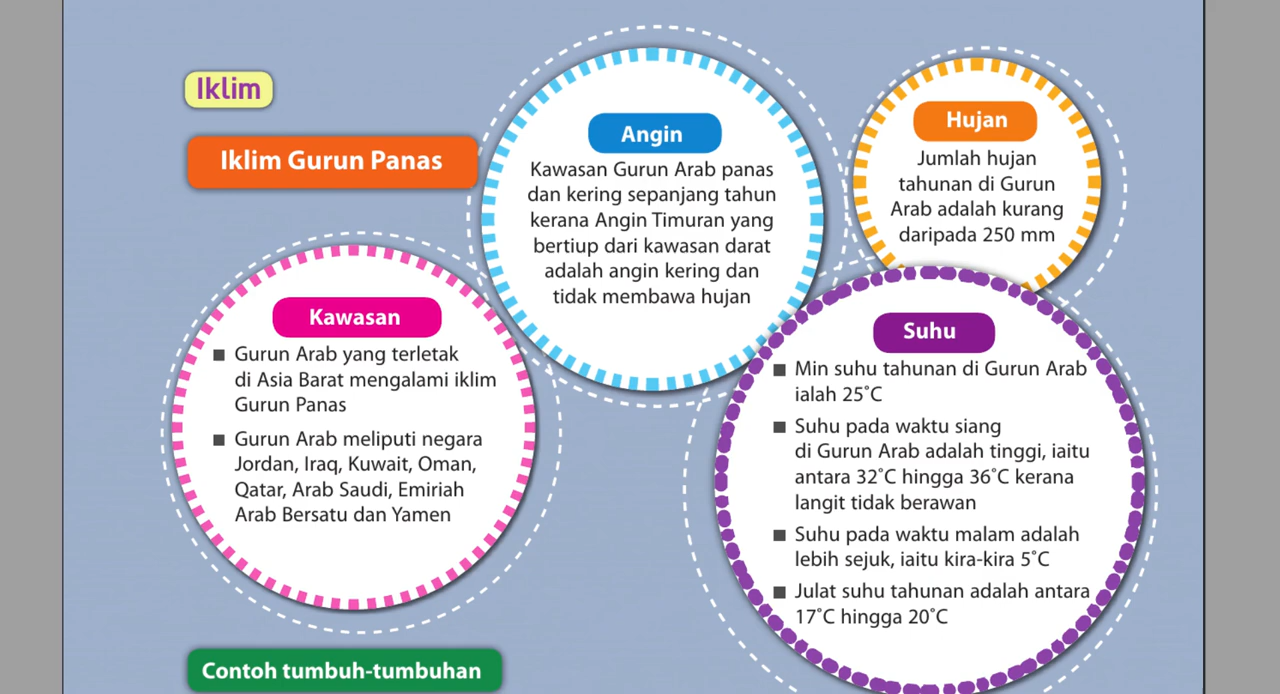 Iklim
Iklim Gurun Panas
Angin
Kawasan Gurun Arab panas
dan kering sepanjang tahun
kerana Angin Timuran yang
bertiup dari kawasan darat
adalah angin kering dan
tidak membawa hujan
Hujan
Jumlah hujan
tahunan di Gurun
Arab adalah kurang
daripada 250 mm
Kawasan
■ Gurun Arab yang terletak
di Asia Barat mengalami iklim
Gurun Panas
■ Gurun Arab meliputi negara
Jordan, Iraq, Kuwait, Oman,
Qatar, Arab Saudi, Emiriah
Arab Bersatu dan Yamen
Suhu
■ Min suhu tahunan di Gurun Arab
ialah 25˚C
■ Suhu pada waktu siang
di Gurun Arab adalah tinggi, iaitu
antara 32˚C hingga 36˚C kerana
langit tidak berawan
■ Suhu pada waktu malam adalah
lebih sejuk, iaitu kira-kira 5˚C
■ Julat suhu tahunan adalah antara
17˚C hingga 20˚C
Contoh tumbuh-tumbuhan